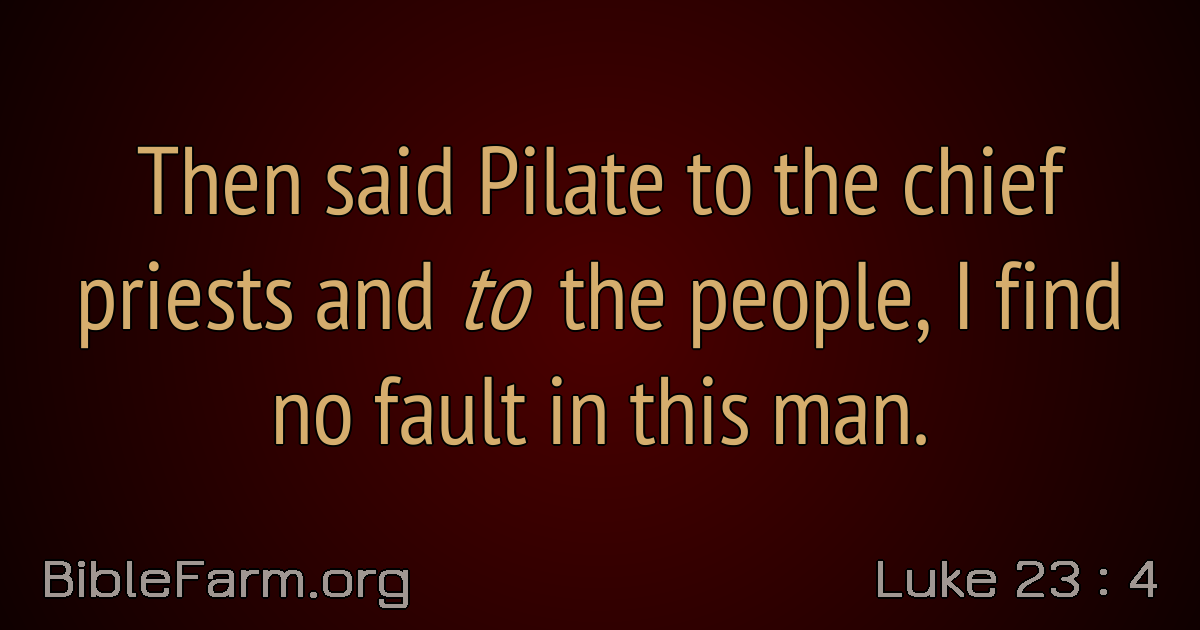 Then said Pilate to the chief
priests and to the people, I find
no fault in this man.
BibleFarm.org
Luke 23 : 4